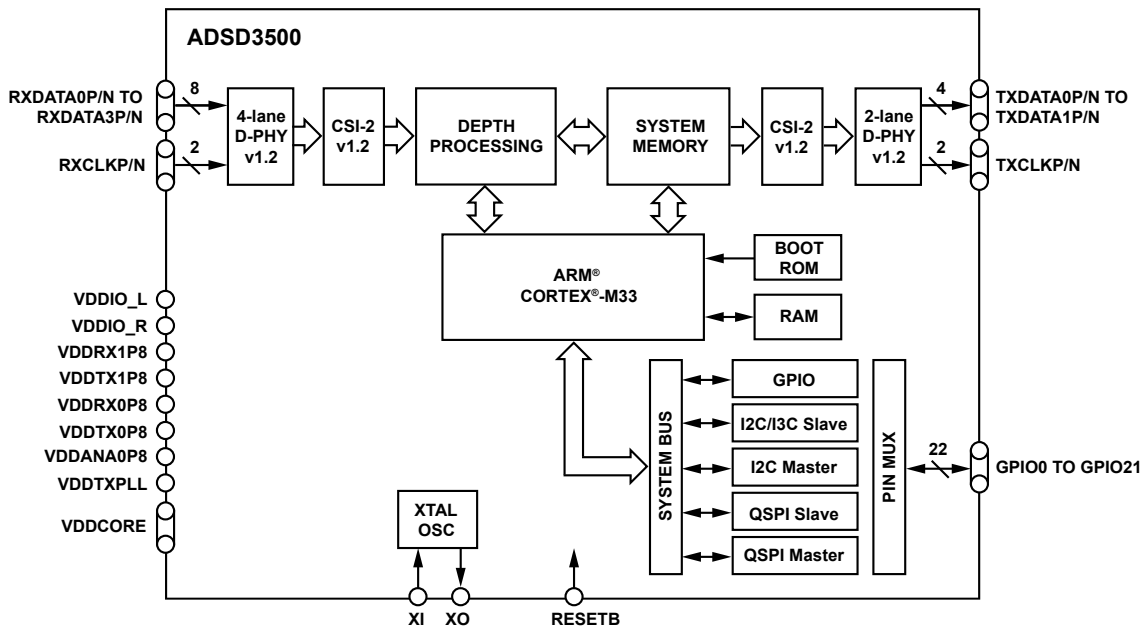 ADSD3500
RXDATA0P/N TO
RXDATA3P/N
8
RXCLKP/N
2
4-lane
D-PHY
v1.2
CSI-2
v1.2
DEPTH
PROCESSING
SYSTEM
MEMORY
CSI-2
v1.2
2-lane
D-PHY
v1.2
4
TXDATA0P/N TO
TXDATA1P/N
2
TXCLKP/N
ARM®
CORTEX®-M33
BOOT
ROM
RAM
VDDIO_L
VDDIO_R
VDDRX1P8
VDDTX1P8
VDDRX0P8
VDDTX0P8
VDDANA0P8
VDDTXPLL
VDDCORE
XTAL
OSC
XI
XO
RESETB
SYSTEM BUS
GPIO
I2C/I3C Slave
I2C Master
QSPI Slave
QSPI Master
PIN MUX
22
GPIO0 TO GPIO21